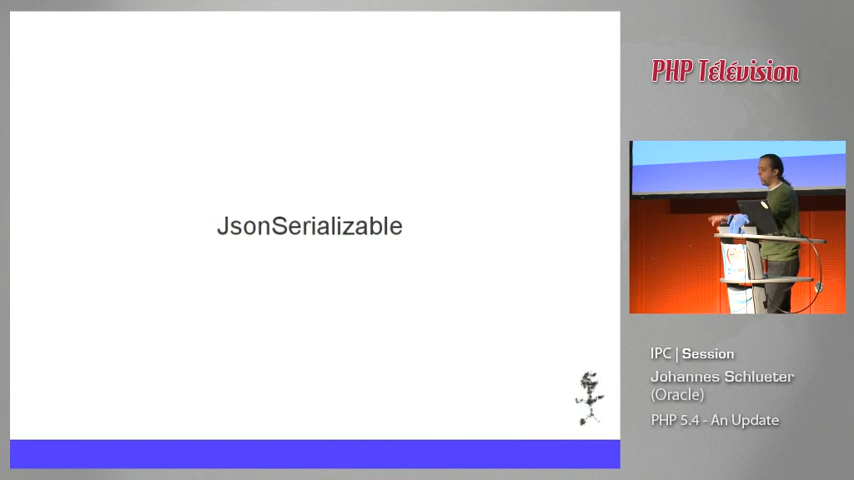 JsonSerializable
PHP Télévision
IPC | Session
Johannes Schlueter
(Oracle)
PHP 5.4 - An Update